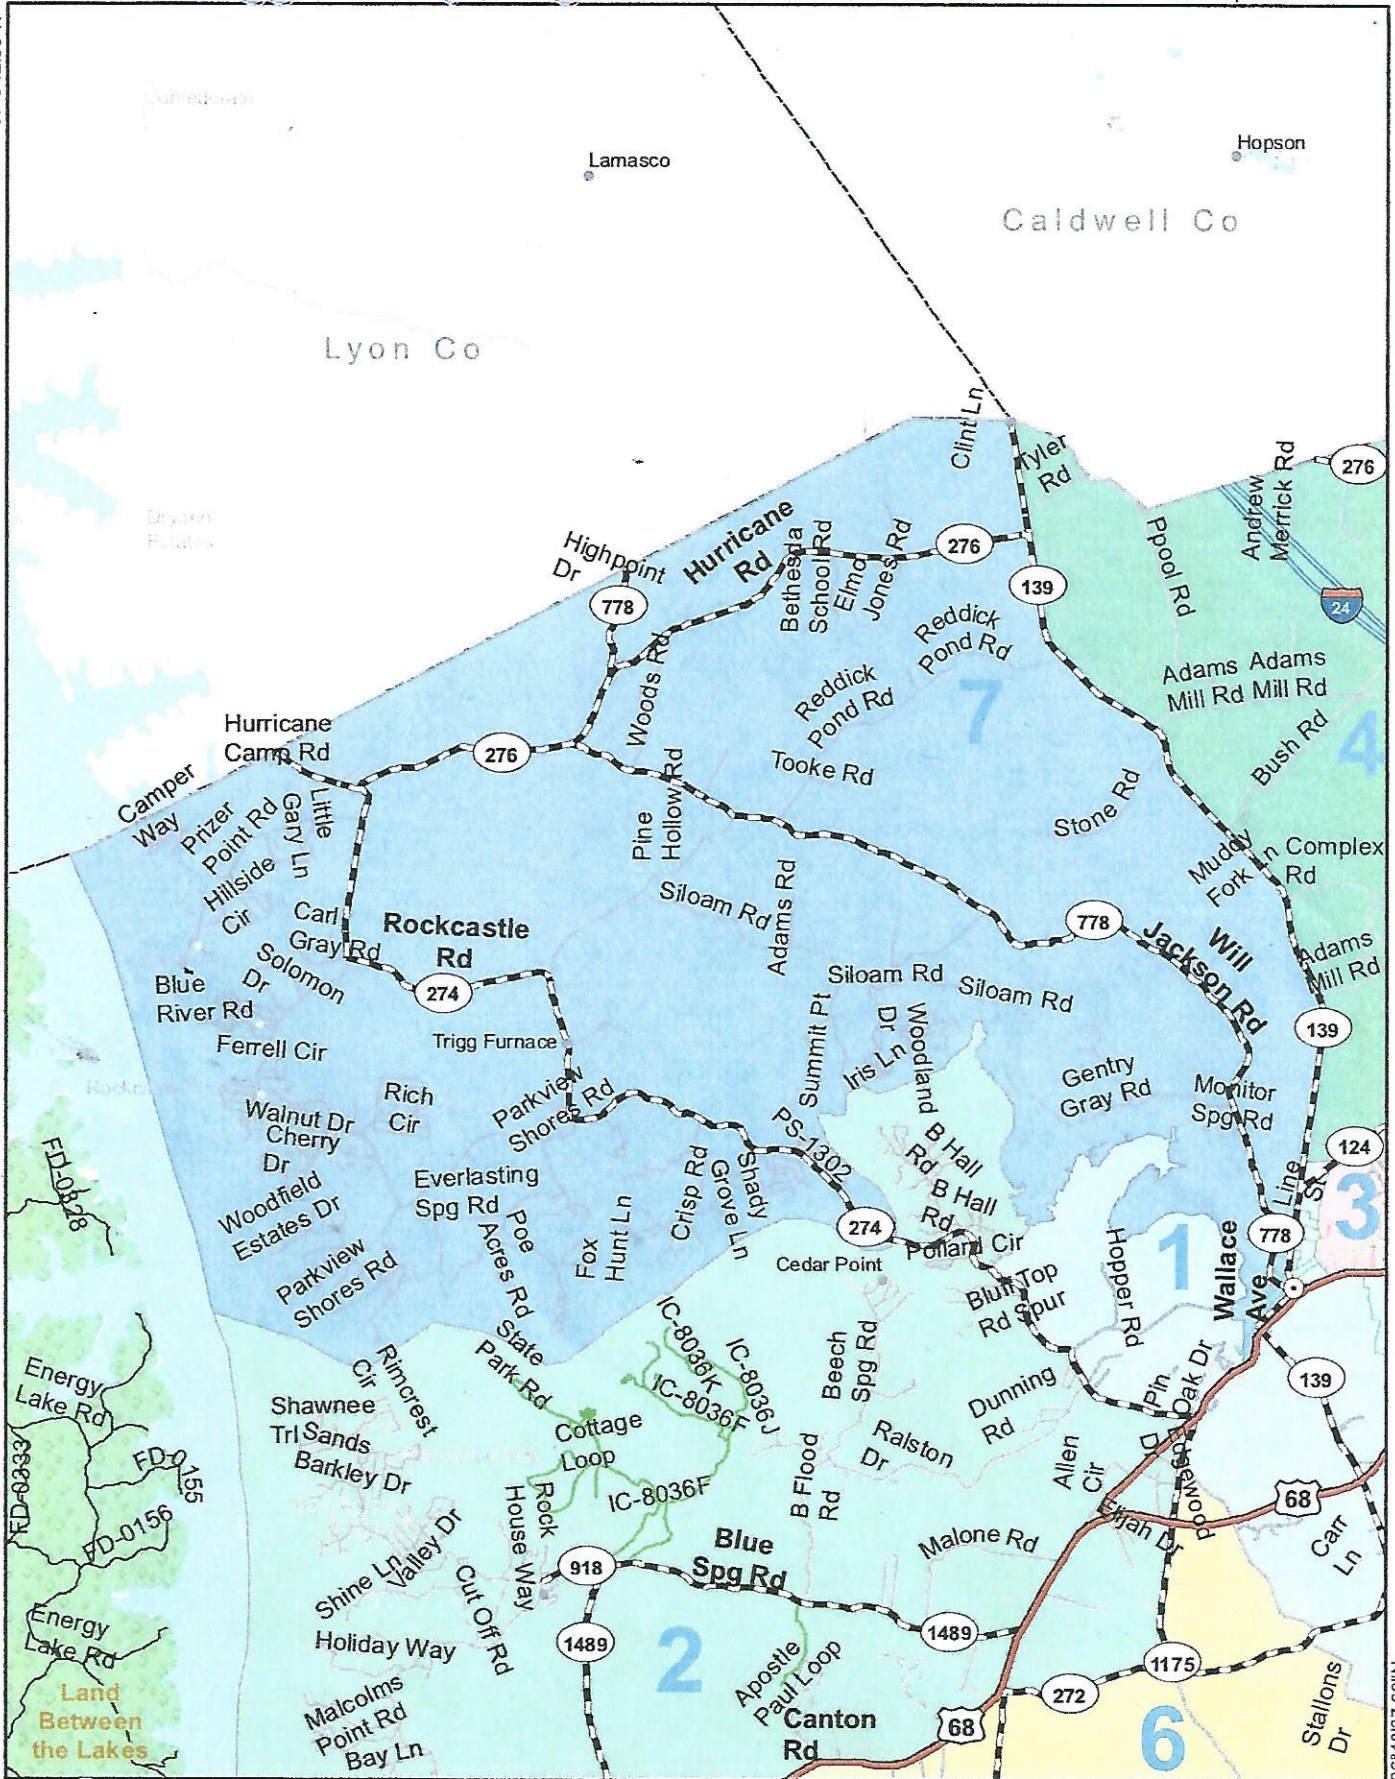 Confederate
Lamasco
Hopson
Caldwell Co
Lyon Co
Clint Ln
Tyler
Rd
Andrew
Merrick Rd
276
Dryden
Estates
Hurricane
Rd
Highpoint
Dr
778
Bethesda
School Rd
Elmo
Jones Rd
276
139
Ppool Rd
24
Reddick
Pond Rd
Woods Rd
Reddick
Pond Rd
7
Adams
Mill Rd
Adams
Mill Rd
Hurricane
Camp Rd
276
Tooke Rd
Bush Rd
4
Camper
Way
Prizer
Point Rd
Little
Gary Ln
Pine
Hollow Rd
Stone Rd
Hillside
Cir
Muddy
Fork Ln
Complex
Rd
Siloam Rd
Adams Rd
Carl
Gray Rd
Rockcastle
Rd
778
Will
Jackson Rd
Adams
Mill Rd
Solomon
Dr
Blue
River Rd
274
Siloam Rd
Siloam Rd
139
Ferrell Cir
Trigg Furnace
Summit Pt
Iris Ln
Woodland
Dr
Gentry
Gray Rd
Monitor
Spg Rd
Walnut Dr
Cherry
Dr
Rich
Cir
Parkview
Shores Rd
PS-1302
B Hall
Rd
124
FD-0328
Woodfield
Estates Dr
Everlasting
Spg Rd
Poe
Acres Rd
Fox
Hunt Ln
Crisp Rd
Shady
Grove Ln
B Hall
Rd
Line
St
3
274
Pollard Cir
Hopper Rd
1
Wallace
Ave
778
Parkview
Shores Rd
Cedar Point
Bluff Top
Rd Spur
State
Park Rd
IC-8036K
IC-8036J
IC-8036F
Energy
Lake Rd
Rimcrest
Cir
Beech
Spg Rd
Dunning
Rd
Pln
Oak Dr
139
Shawnee
Trl
Sands
Barkley Dr
Cottage
Loop
Ralston
Dr
Allen
Cir
Edgewood
Dr
FD-0333
FD-0155
FD-0156
Rock
House Way
IC-8036F
B Flood
Rd
68
Elijah Dr
Malone Rd
Carr
Ln
Shine Ln
Valley Dr
Cut Off Rd
918
Blue
Spg Rd
Energy
Lake Rd
Holiday Way
1489
2
1489
1175
Apostle
Paul Loop
272
Land
Between
the Lakes
Malcolms
Point Rd
Bay Ln
Canton
Rd
68
6
Stallons
Dr